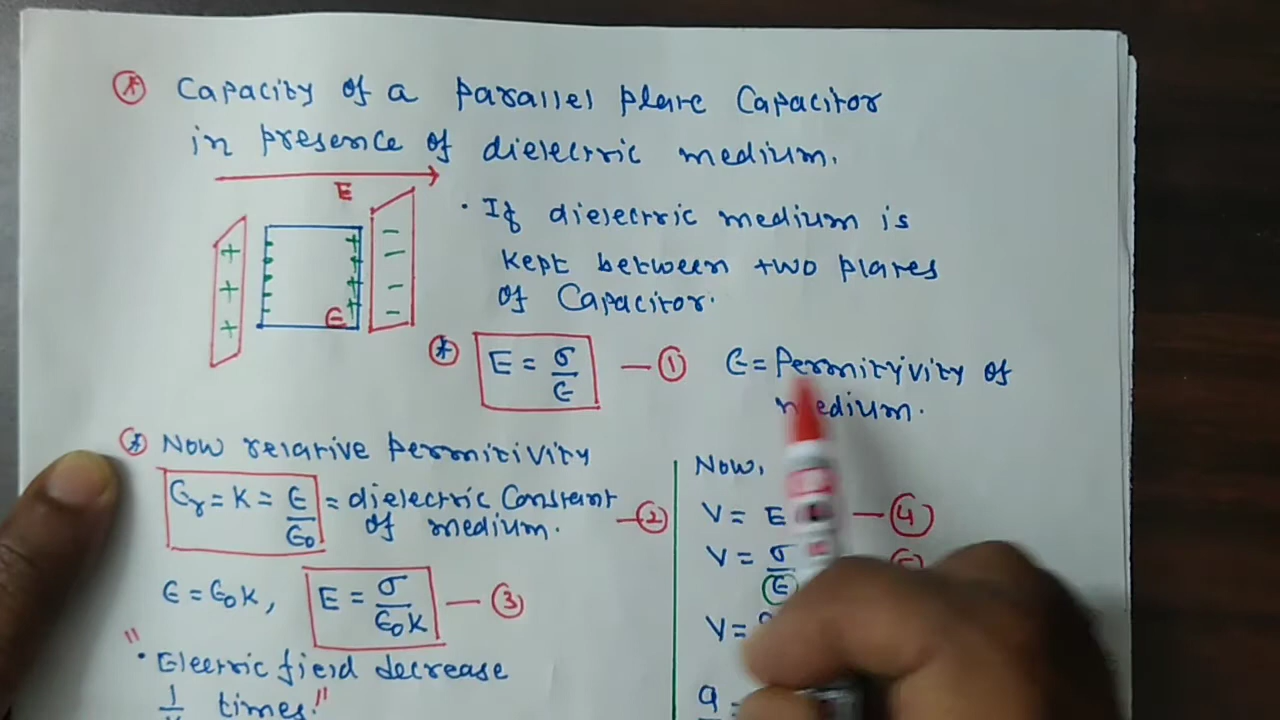 Capacity of a parallel plate Capacitor
in presence of dielectric medium.
E
+ −
+ −
+ −
−
+
+
+
+
ϵ
· If dielectric medium is
kept between two plates
of Capacitor.
E = σ/ϵ — ①
ϵ = Permitivity of
medium.
Now relative permitivity
ϵr = K = ϵ/ϵ0 = dielectric Constant
of medium. — ②
ϵ = ϵ0K, E = σ/ϵ0K — ③
" · Electric field decrease
times."
Now,
V = E — ④
V = σ/ϵ
V =
q =